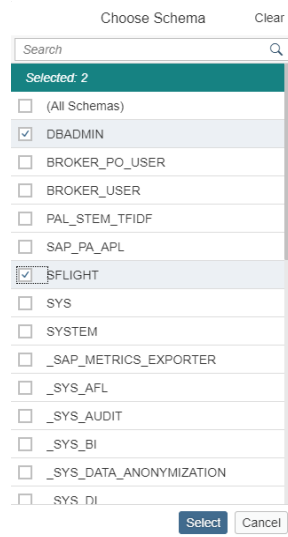 Choose Schema Clear
Search
Selected: 2
(All Schemas)
DBADMIN
BROKER_PO_USER
BROKER_USER
PAL_STEM_TFIDF
SAP_PA_APL
SFLIGHT
SYS
SYSTEM
_SAP_METRICS_EXPORTER
_SYS_AFL
_SYS_AUDIT
_SYS_BI
_SYS_DATA_ANONYMIZATION
_SYS_DI
Select Cancel